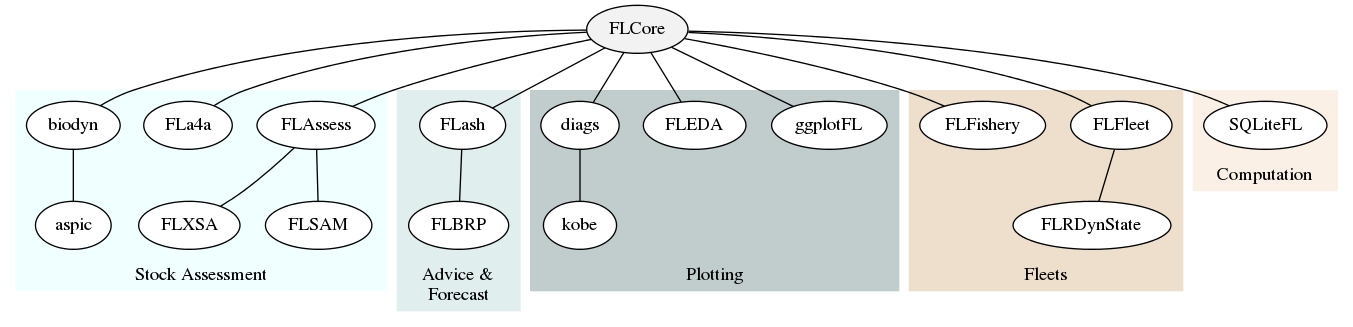 FLCore
biodyn
FLa4a
FLAssess
FLash
diags
FLEDA
ggplotFL
FLFishery
FLFleet
SQLiteFL
Computation
aspic
FLXSA
FLSAM
FLBRP
kobe
FLRDynState
Stock Assessment
Advice &
Forecast
Plotting
Fleets